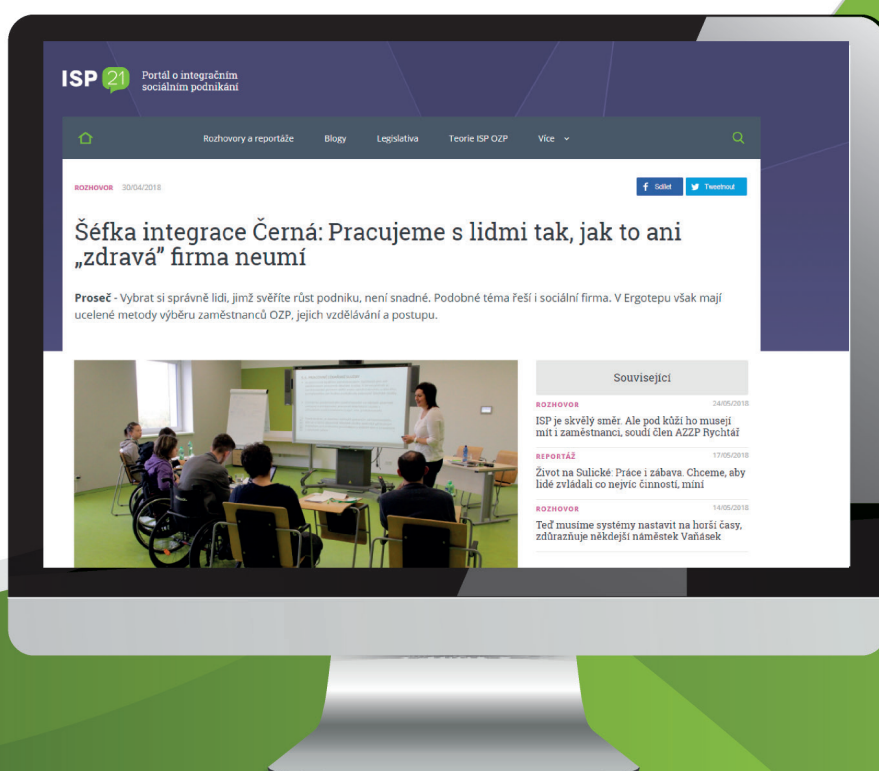 ISP 21
Portál o integračním
sociálním podnikání
Rozhovory a reportáže Blogy Legislativa Teorie ISP OZP Více
ROZHOVOR 30/04/2018
Sdílet Tweetnout
Šéfka integrace Černá: Pracujeme s lidmi tak, jak to ani
„zdravá” firma neumí
Proseč - Vybrat si správně lidi, jimž svěříte růst podniku, není snadné. Podobné téma řeší i sociální firma. V Ergotepu však mají
ucelené metody výběru zaměstnanců OZP, jejich vzdělávání a postupu.
Související
ROZHOVOR 24/05/2018
ISP je skvělý směr. Ale pod kůží ho musejí
mít i zaměstnanci, soudí člen AZZP Rychtář
REPORTÁŽ 17/05/2018
Život na Sulické: Práce i zábava. Chceme, aby
lidé zvládali co nejvíc činností, míní
ROZHOVOR 14/05/2018
Teď musíme systémy nastavit na horší časy,
zdůrazňuje někdejší náměstek Vaňásek